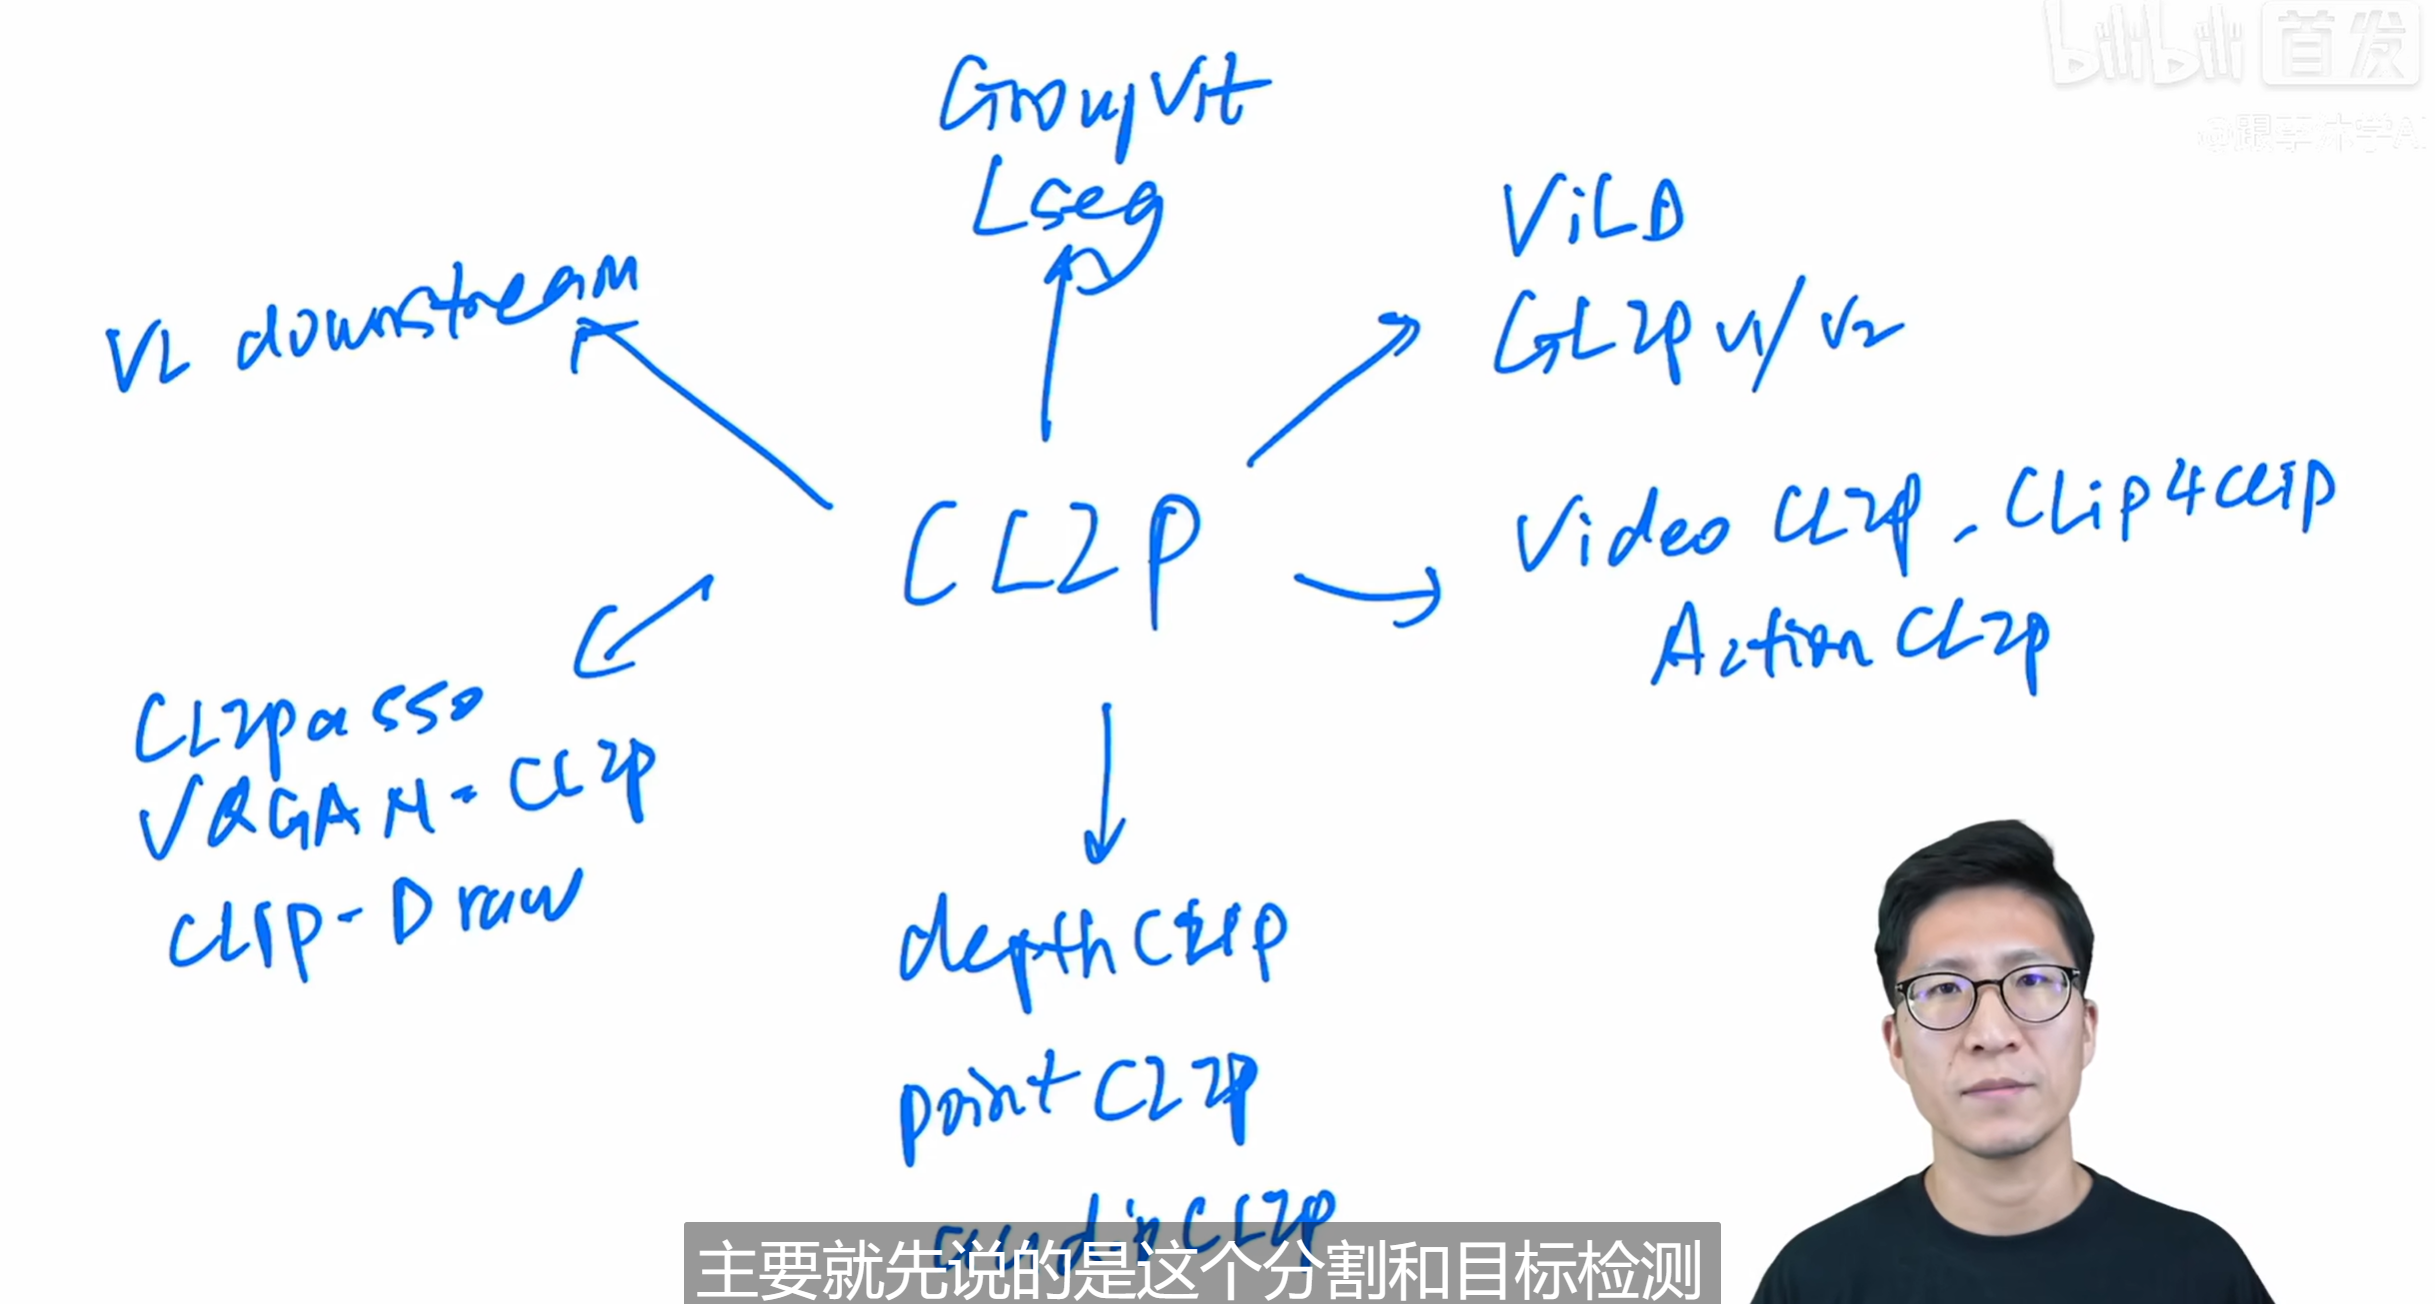 bilibili 首发
@跟李沐学AI
GroupVit
Lseg
ViLD
GLIP v1/v2
VL downstream
CLIP
Video CLIP, CLip4clip
Action CLIP
CLIPasso
VQGAN-CLIP
CLIP-Draw
depthCLIP
pointCLIP
audioCLIP
主要就先说的是这个分割和目标检测